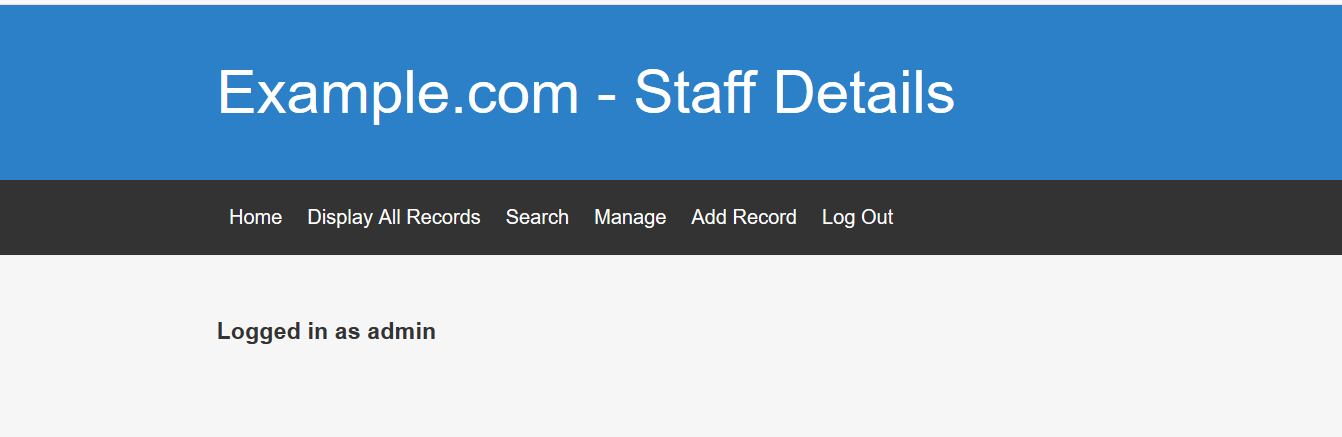 Example.com - Staff Details
Home Display All Records Search Manage Add Record Log Out
Logged in as admin